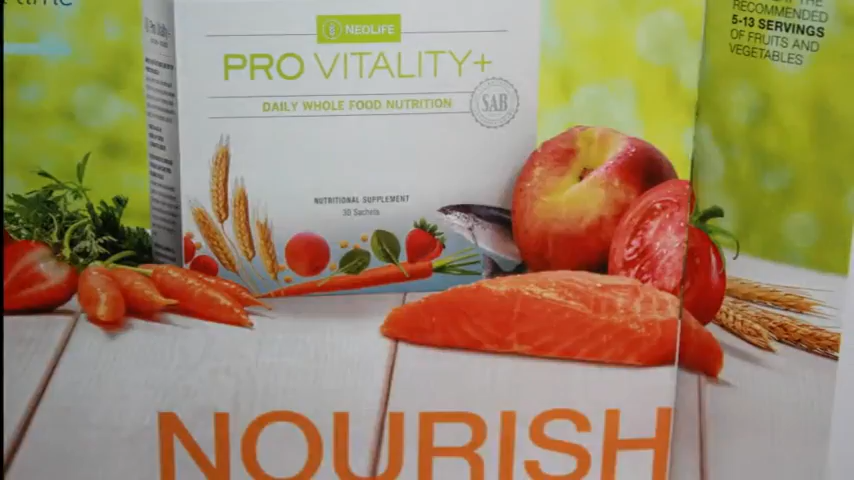 NEOLIFE
PRO VITALITY+
DAILY WHOLE FOOD NUTRITION
SAB
NUTRITIONAL SUPPLEMENT
30 Sachets
RECOMMENDED
5-13 SERVINGS
OF FRUITS AND
VEGETABLES
NOURISH